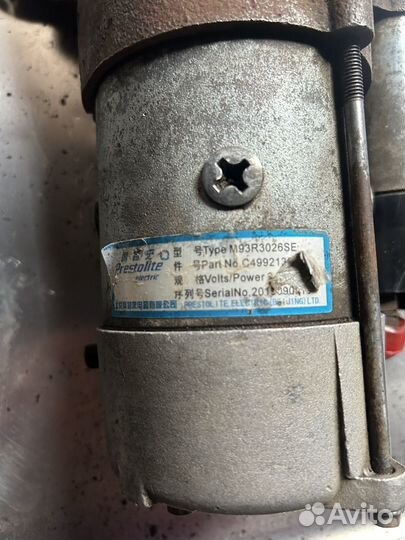 Prestolite
electric
型 号Type M93R3026SE
件 号Part No.C499212
规 格Volts/Power
序列号SerialNo.
PRESTOLITE ELECTRIC(BEIJING)LTD.
Avito